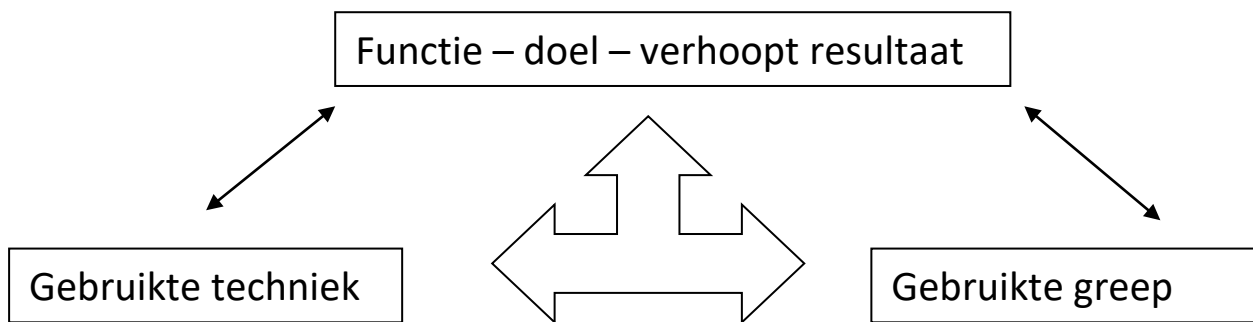 Functie – doel – verhoopt resultaat
Gebruikte techniek
Gebruikte greep